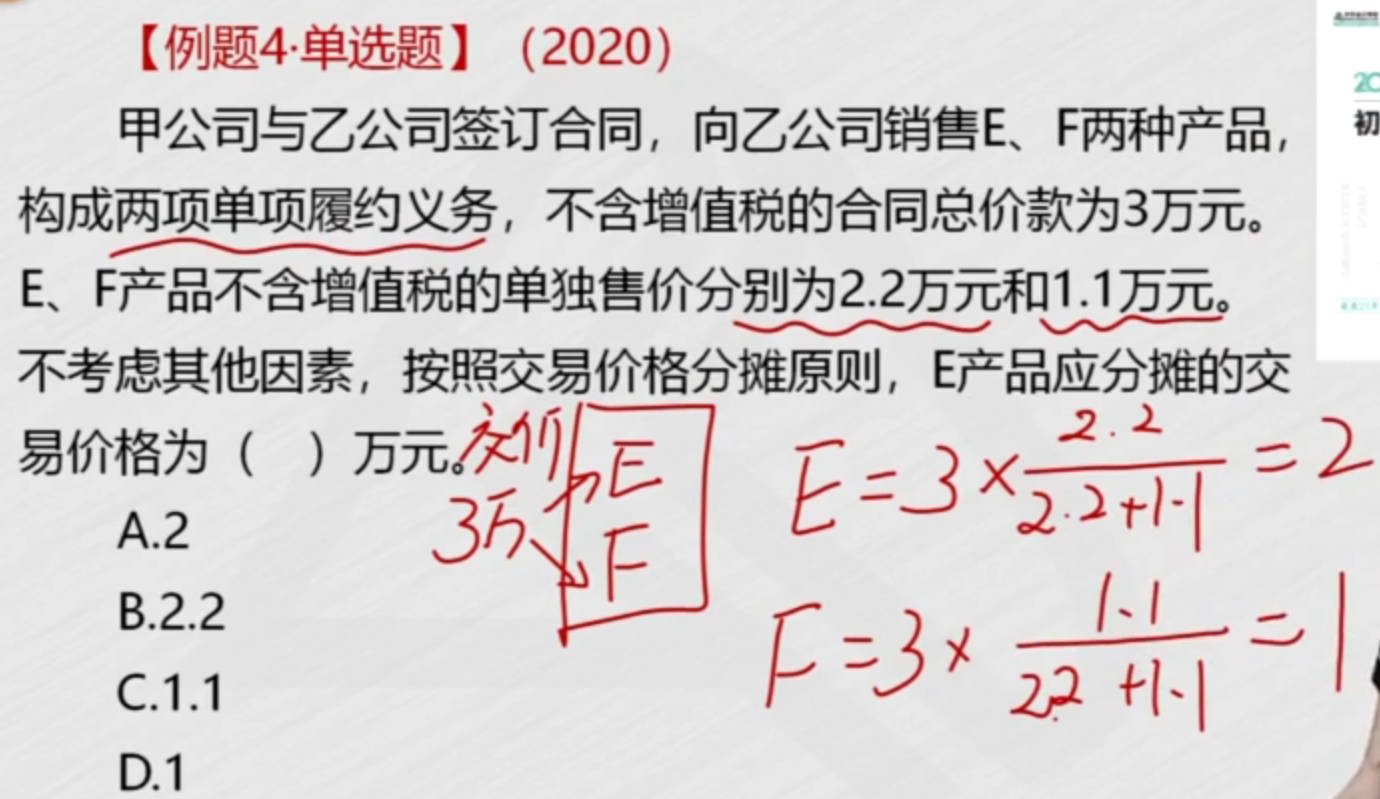 【例题4·单选题】（2020）
甲公司与乙公司签订合同，向乙公司销售E、F两种产品，
构成两项单项履约义务，不含增值税的合同总价款为3万元。
E、F产品不含增值税的单独售价分别为2.2万元和1.1万元。
不考虑其他因素，按照交易价格分摊原则，E产品应分摊的交
易价格为（　）万元。
A.2
B.2.2
C.1.1
D.1
交价
3万
E
F
E=3×2.2/(2.2+1.1)=2
F=3×1.1/(2.2+1.1)=1
20
初